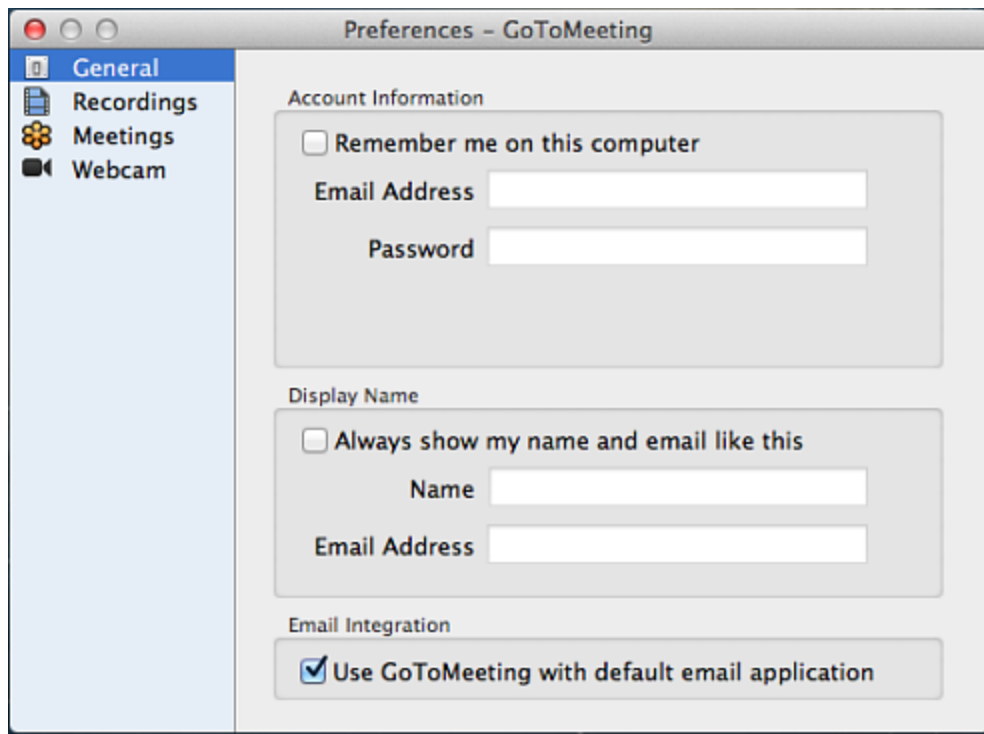 Preferences – GoToMeeting
General
Recordings
Meetings
Webcam
Account Information
Remember me on this computer
Email Address
Password
Display Name
Always show my name and email like this
Name
Email Address
Email Integration
Use GoToMeeting with default email application